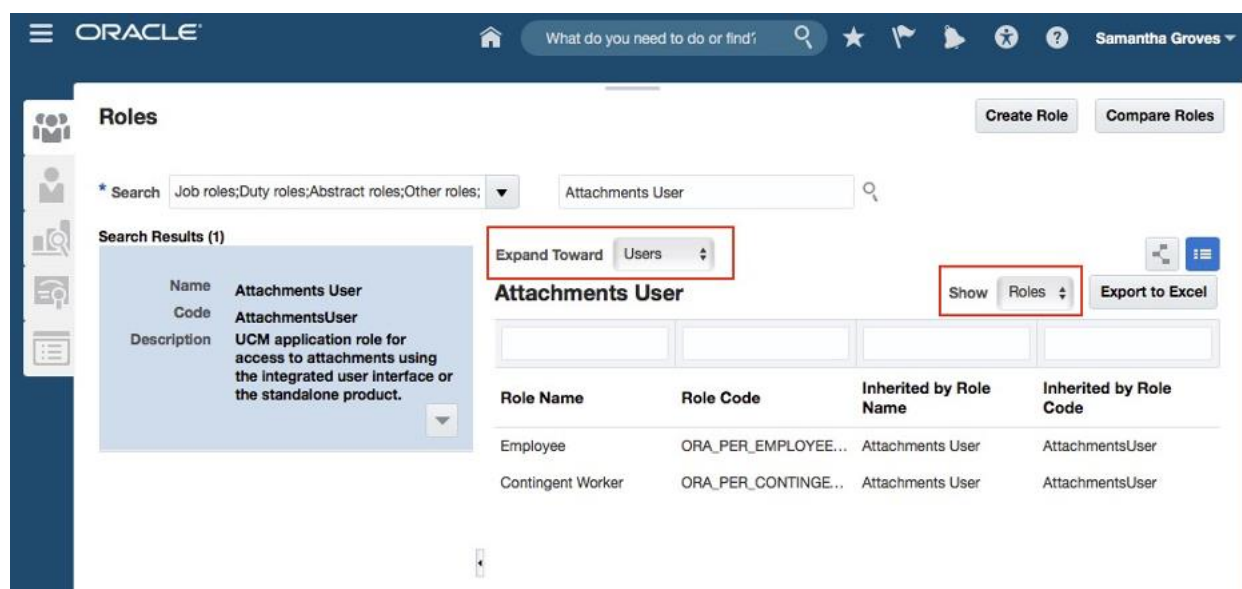 ORACLE
What do you need to do or find?
Samantha Groves
Roles
Create Role
Compare Roles
* Search
Job roles;Duty roles;Abstract roles;Other roles;
Attachments User
Search Results (1)
Name Attachments User
Code AttachmentsUser
Description UCM application role for
access to attachments using
the integrated user interface or
the standalone product.
Expand Toward Users
Attachments User
Show Roles
Export to Excel
Role Name Role Code Inherited by Role Name Inherited by Role Code
Employee ORA_PER_EMPLOYEE... Attachments User AttachmentsUser
Contingent Worker ORA_PER_CONTINGE... Attachments User AttachmentsUser